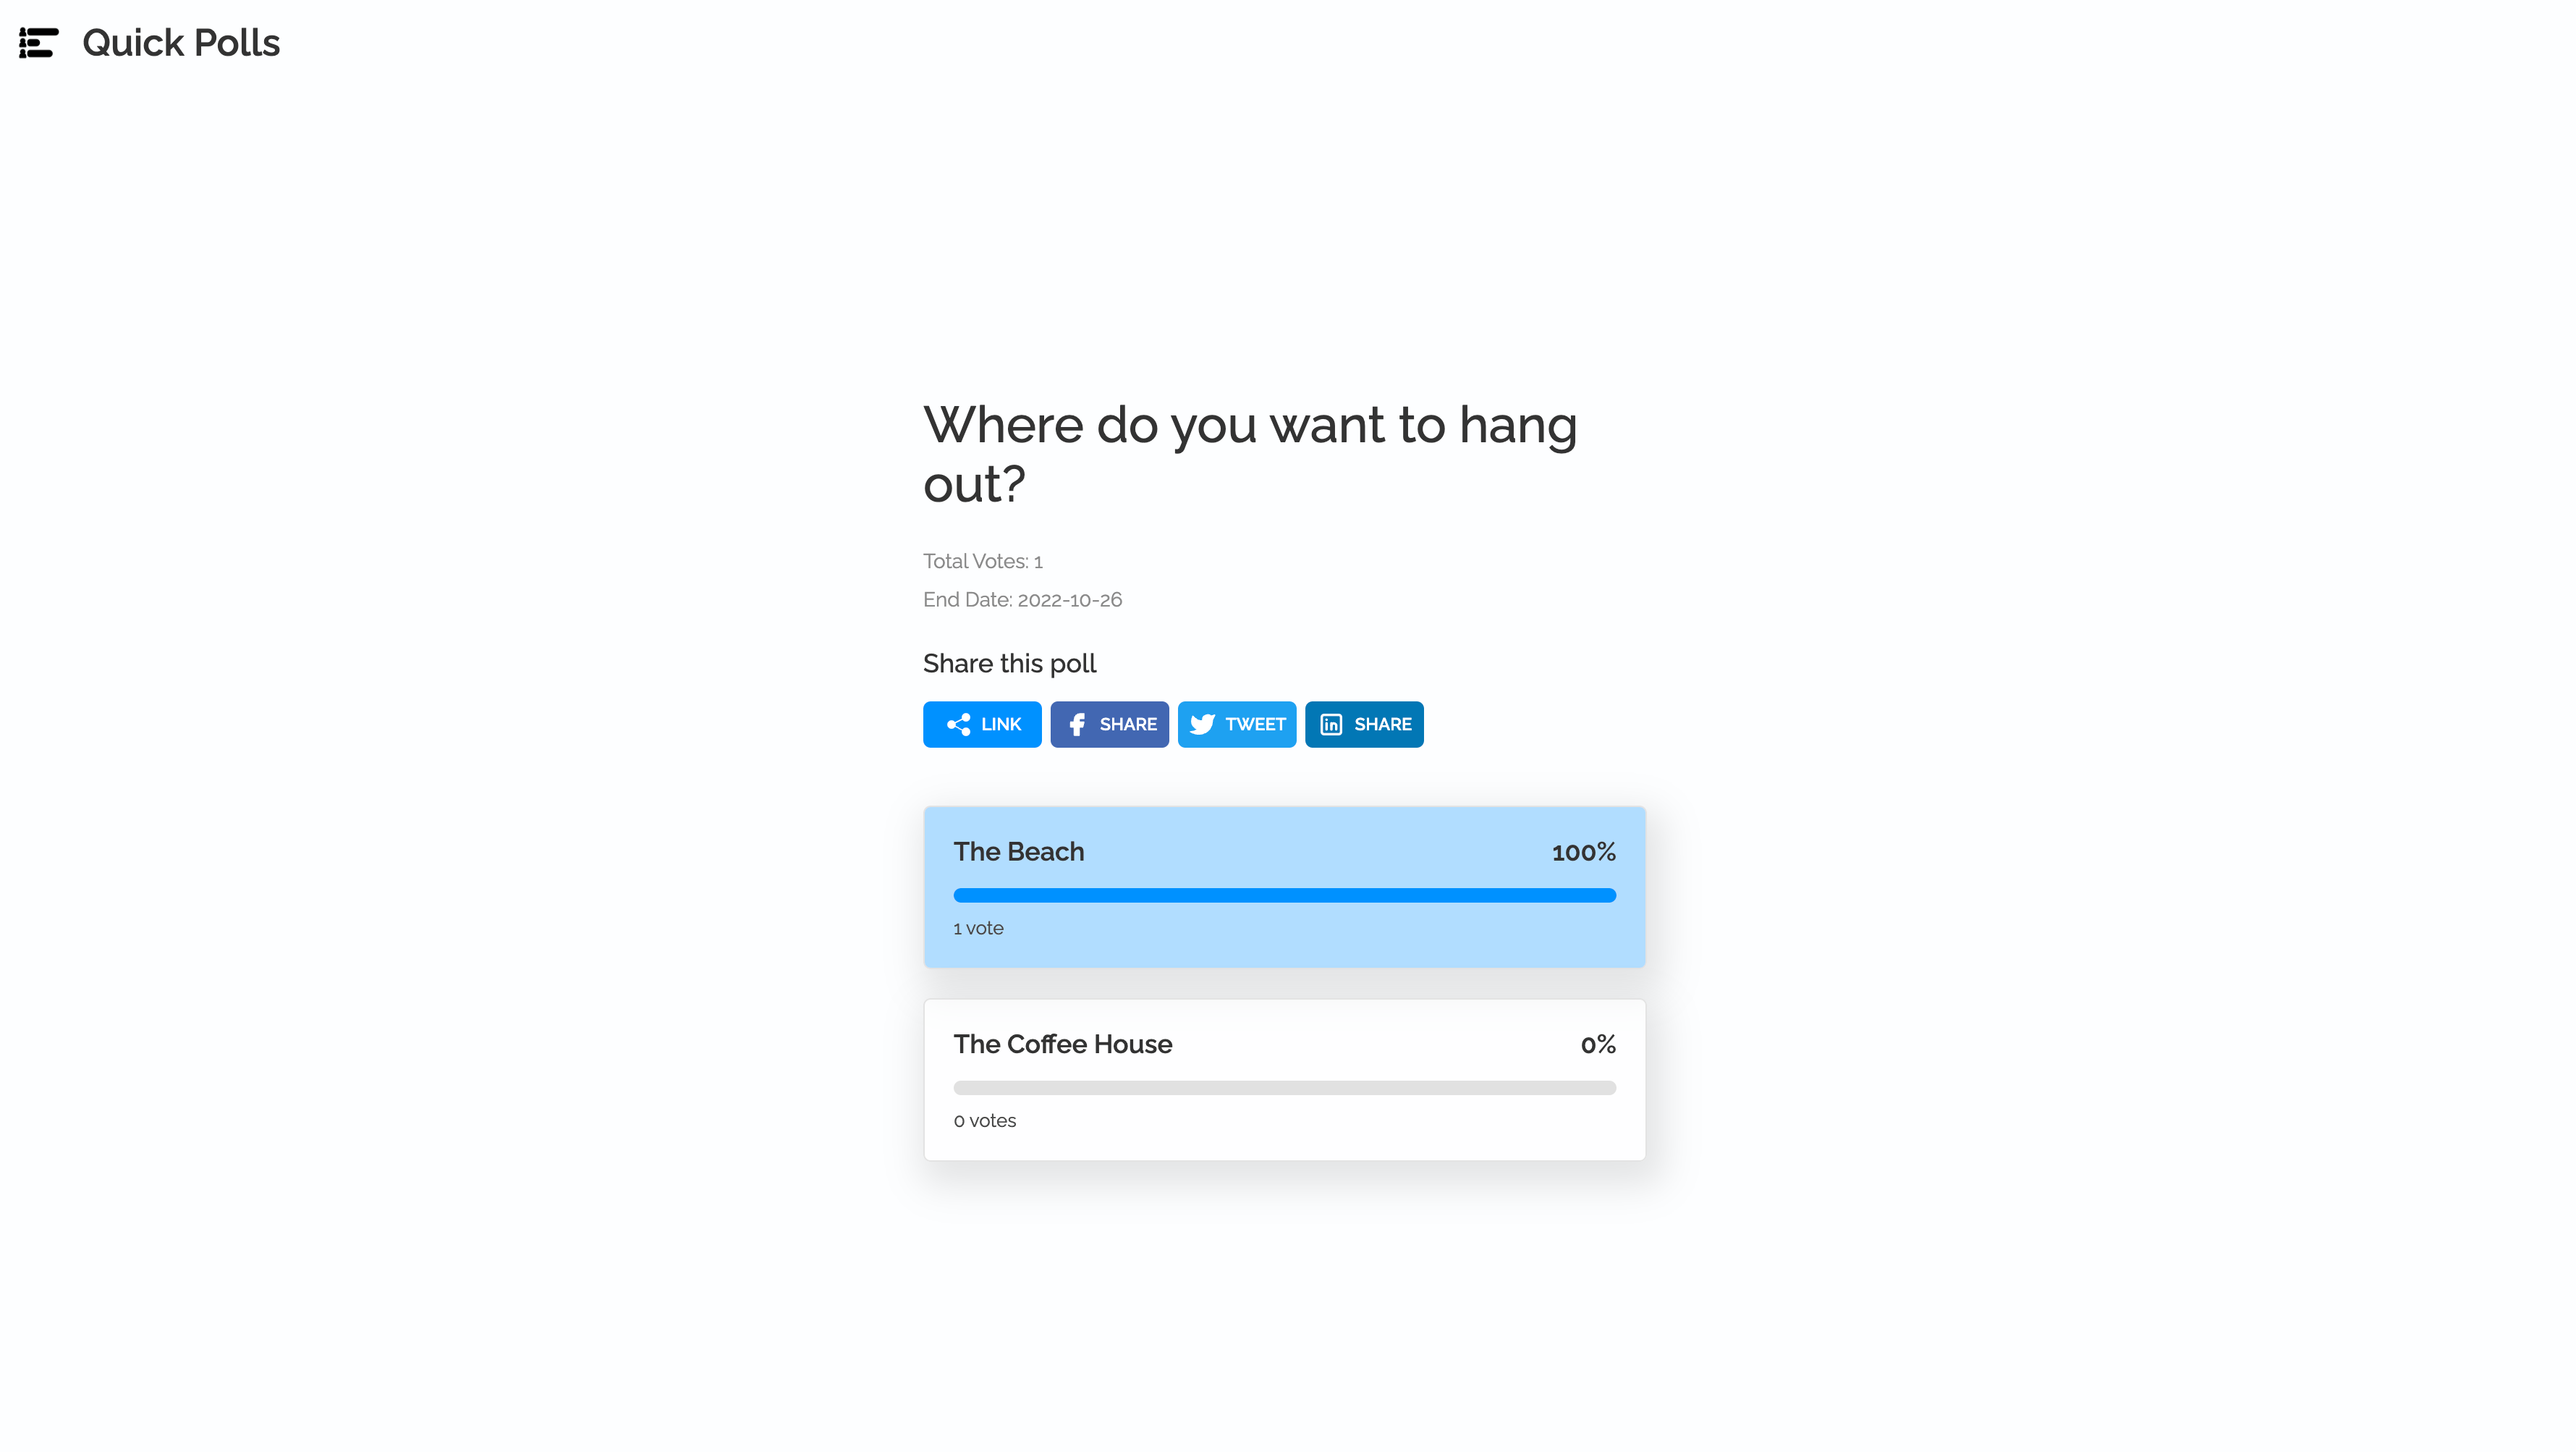 Quick Polls
Where do you want to hang
out?
Total Votes: 1
End Date: 2022-10-26
Share this poll
LINK
SHARE
TWEET
SHARE
The Beach 100%
1 vote
The Coffee House 0%
0 votes